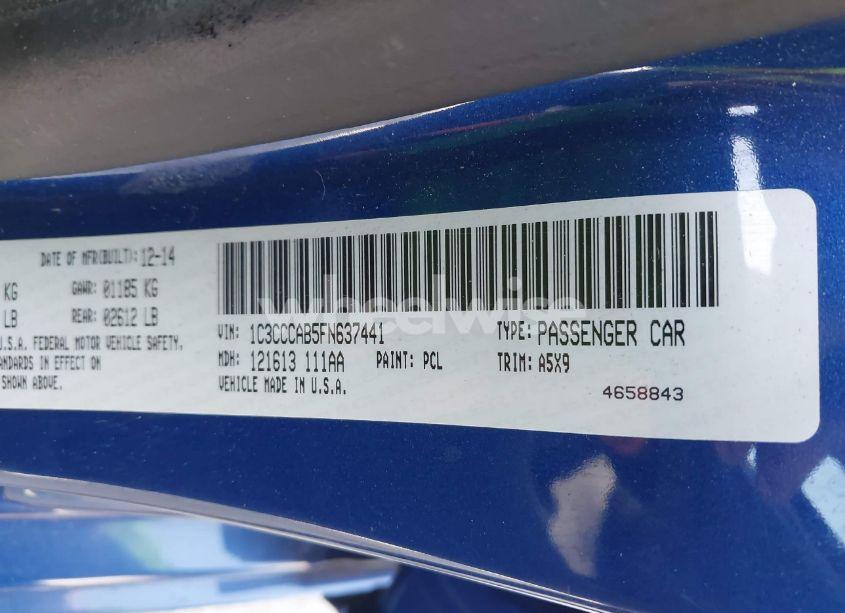 DATE OF MFR(BUILT): 12-14
KG GAWR: 01185 KG
LB REAR: 02612 LB
U.S.A. FEDERAL MOTOR VEHICLE SAFETY.
STANDARDS IN EFFECT ON
SHOWN ABOVE.
wheelwise
VIN: 1C3CCCAB5FN637441 TYPE: PASSENGER CAR
MDH: 121613 111AA PAINT: PCL TRIM: A5X9
VEHICLE MADE IN U.S.A.
4658843